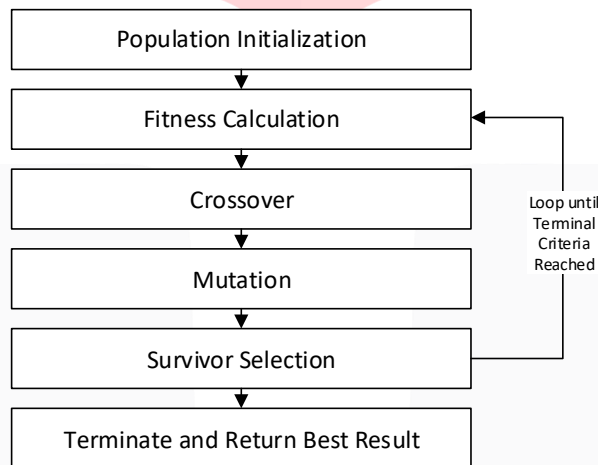 Population Initialization
Fitness Calculation
Crossover
Loop until
Terminal
Criteria
Reached
Mutation
Survivor Selection
Terminate and Return Best Result